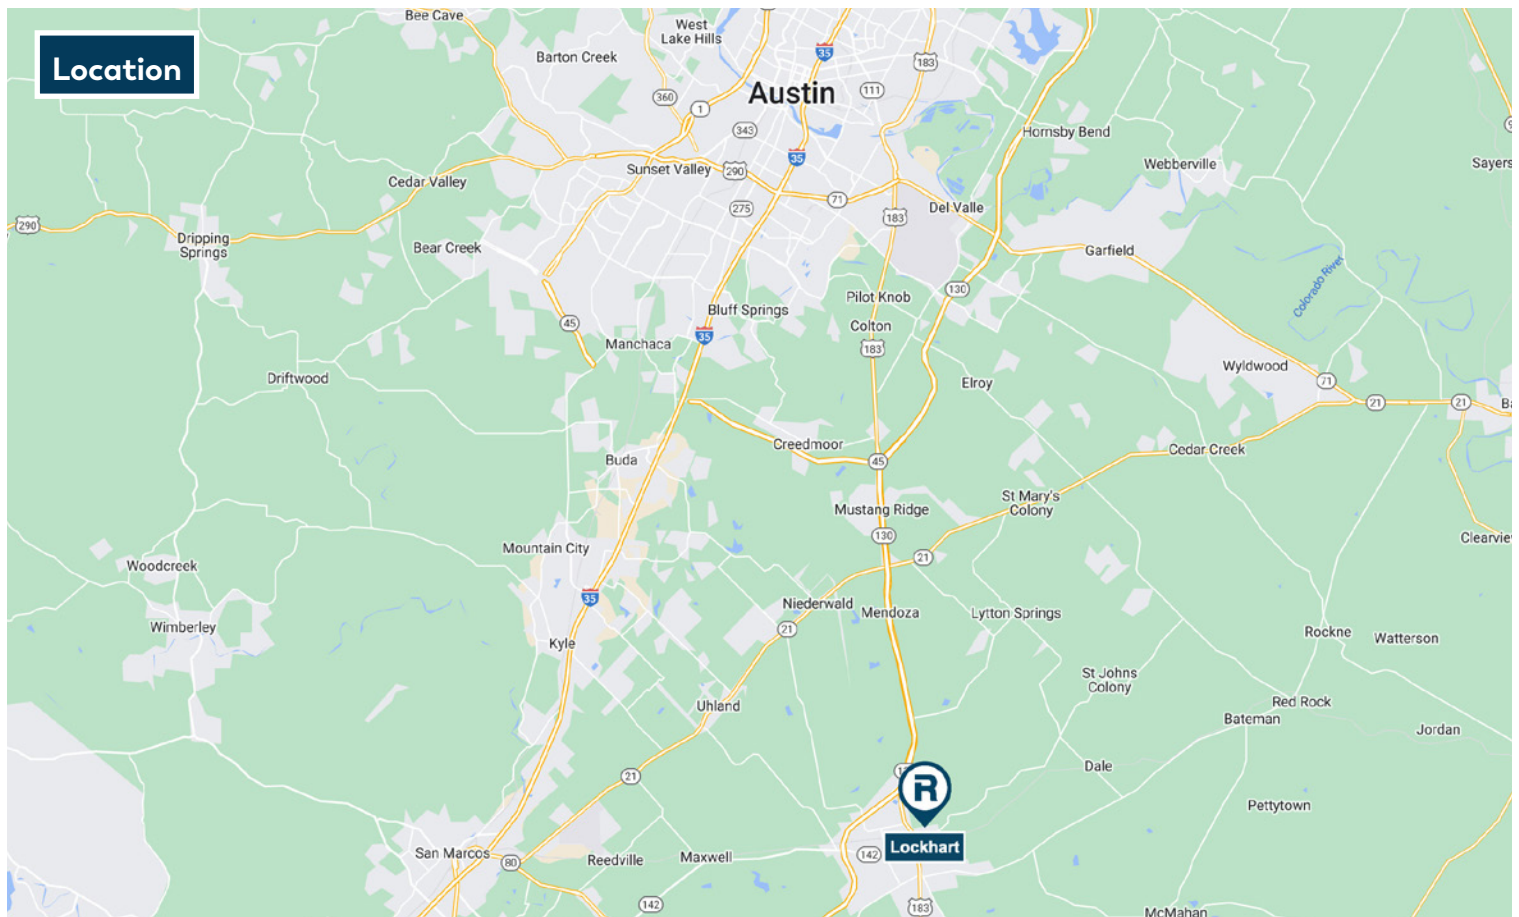 Location
Bee Cave
West
Lake Hills
35
183
Barton Creek
Austin
360
1
111
343
Hornsby Bend
35
Webberville
Sayers
Sunset Valley
290
Cedar Valley
71
275
Del Valle
183
290
Dripping
Springs
Bear Creek
Garfield
130
Colorado River
Pilot Knob
Bluff Springs
45
Colton
35
Manchaca
183
Wyldwood
Driftwood
Elroy
71
21
21
Creedmoor
Cedar Creek
Buda
45
St Mary's
Colony
Mustang Ridge
130
Clearvie
Mountain City
21
Woodcreek
35
Niederwald
Mendoza
Lytton Springs
Wimberley
21
Rockne
Watterson
Kyle
St Johns
Colony
Uhland
Red Rock
Bateman
Jordan
Dale
21
R
Pettytown
Lockhart
San Marcos
80
Reedville
Maxwell
142
142
183
McMahan